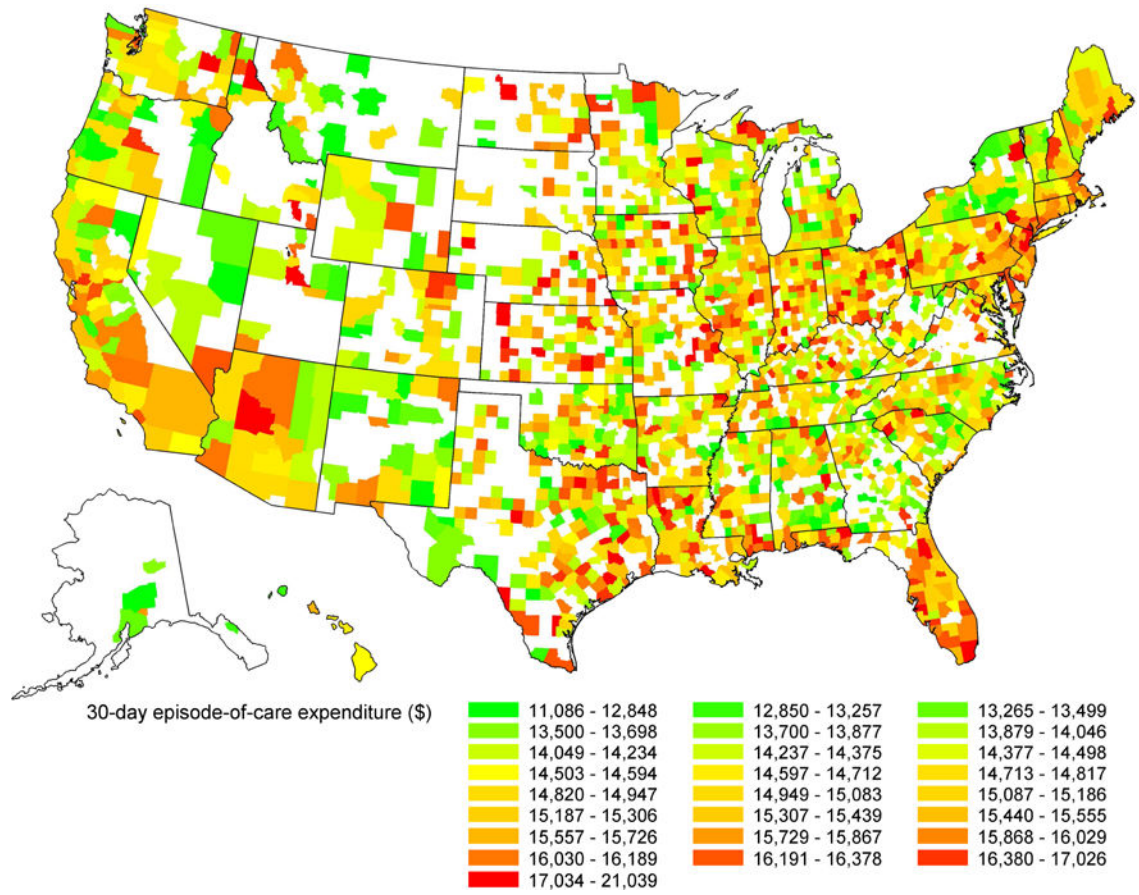 30-day episode-of-care expenditure ($)
11,086 - 12,848 12,850 - 13,257 13,265 - 13,499
13,500 - 13,698 13,700 - 13,877 13,879 - 14,046
14,049 - 14,234 14,237 - 14,375 14,377 - 14,498
14,503 - 14,594 14,597 - 14,712 14,713 - 14,817
14,820 - 14,947 14,949 - 15,083 15,087 - 15,186
15,187 - 15,306 15,307 - 15,439 15,440 - 15,555
15,557 - 15,726 15,729 - 15,867 15,868 - 16,029
16,030 - 16,189 16,191 - 16,378 16,380 - 17,026
17,034 - 21,039